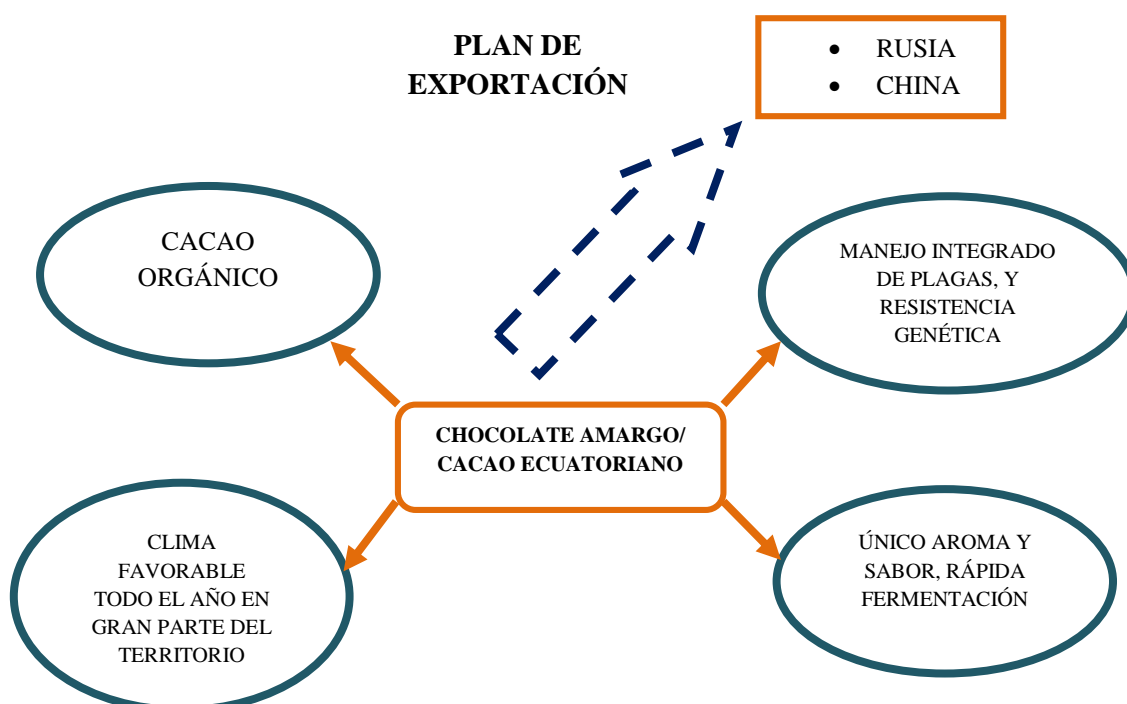 PLAN DE
EXPORTACIÓN
• RUSIA
• CHINA
CACAO
ORGÁNICO
MANEJO INTEGRADO
DE PLAGAS, Y
RESISTENCIA
GENÉTICA
CHOCOLATE AMARGO/
CACAO ECUATORIANO
CLIMA
FAVORABLE
TODO EL AÑO EN
GRAN PARTE DEL
TERRITORIO
ÚNICO AROMA Y
SABOR, RÁPIDA
FERMENTACIÓN